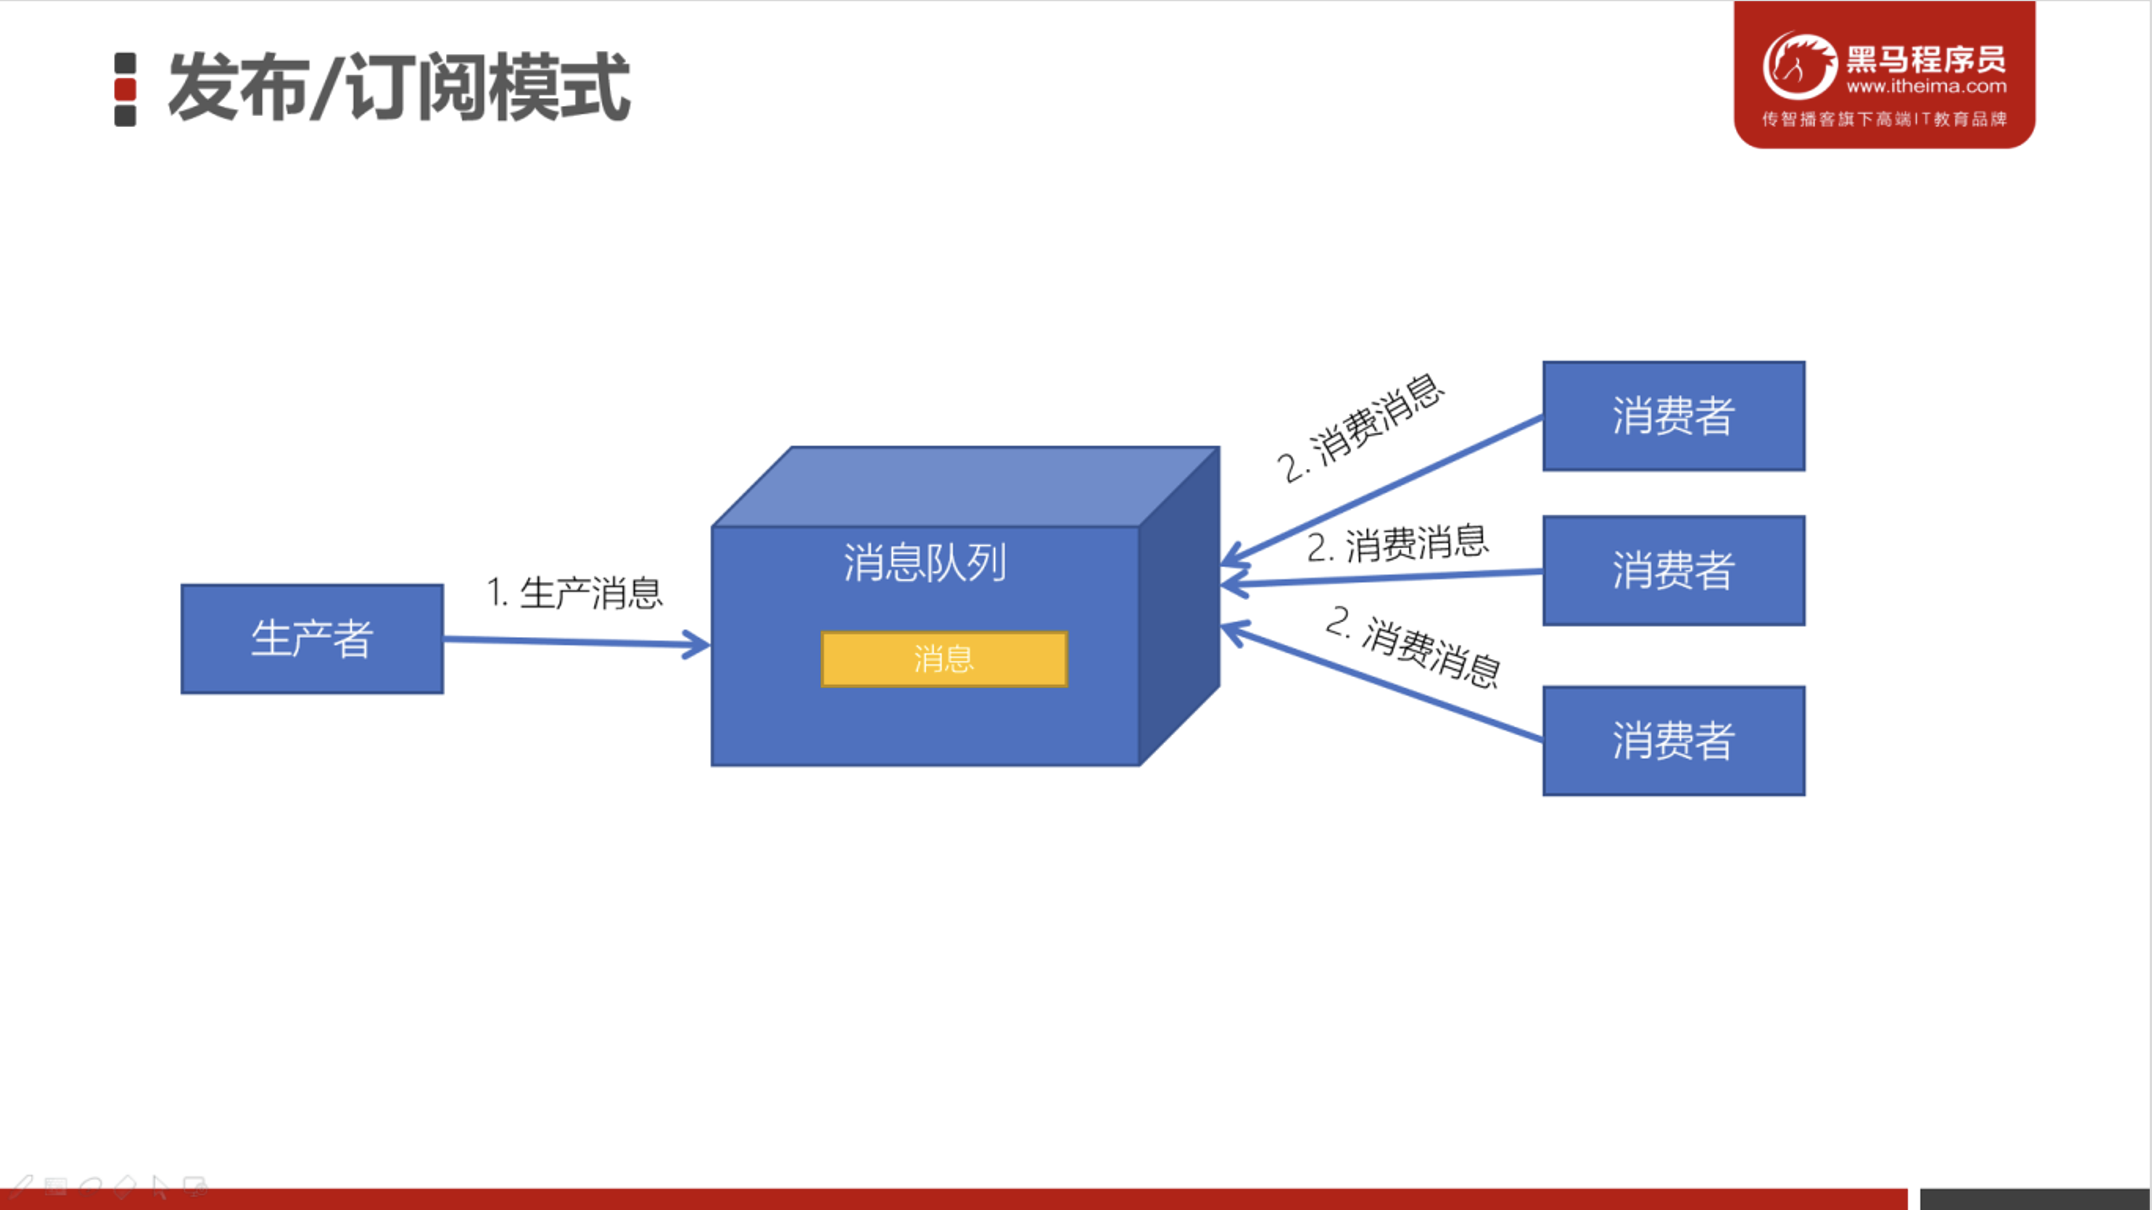 发布/订阅模式
黑马程序员
www.itheima.com
传智播客旗下高端IT教育品牌
生产者
1. 生产消息
消息队列
消息
2. 消费消息
2. 消费消息
2. 消费消息
消费者
消费者
消费者